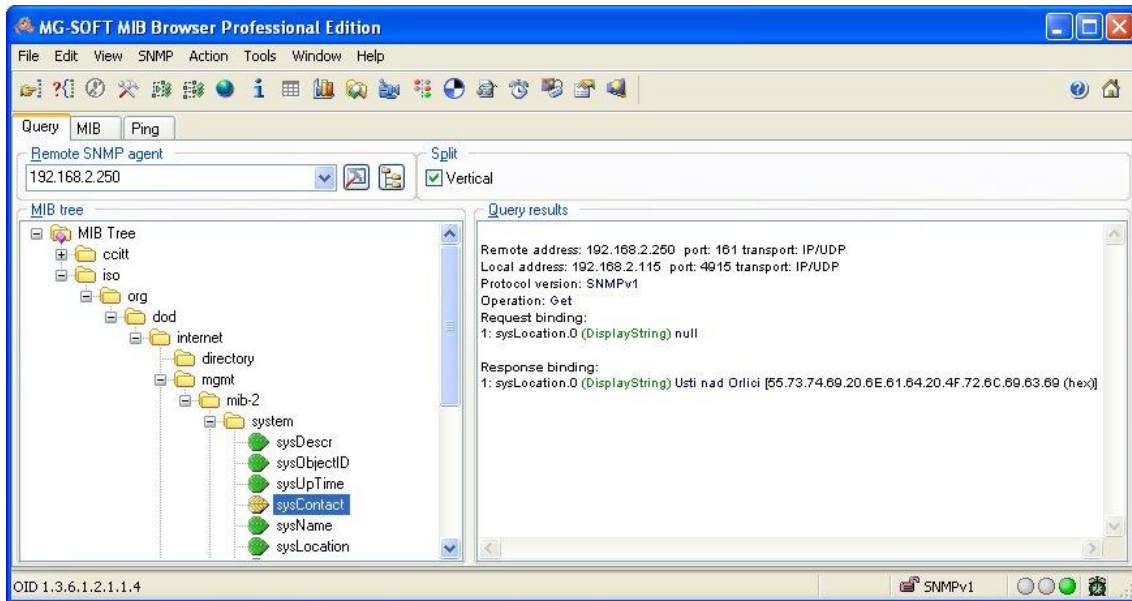 MG-SOFT MIB Browser Professional Edition
File Edit View SNMP Action Tools Window Help
Query MIB Ping
Remote SNMP agent
192.168.2.250
Split
Vertical
MIB tree
MIB Tree
ccitt
iso
org
dod
internet
directory
mgmt
mib-2
system
sysDescr
sysObjectID
sysUpTime
sysContact
sysName
sysLocation
Query results
Remote address: 192.168.2.250 port: 161 transport: IP/UDP
Local address: 192.168.2.115 port: 4915 transport: IP/UDP
Protocol version: SNMPv1
Operation: Get
Request binding:
1: sysLocation.0 (DisplayString) null
Response binding:
1: sysLocation.0 (DisplayString) Usti nad Orlici [55.73.74.69.20.6E.61.64.20.4F.72.6C.69.63.69 (hex)]
OID 1.3.6.1.2.1.1.4
SNMPv1